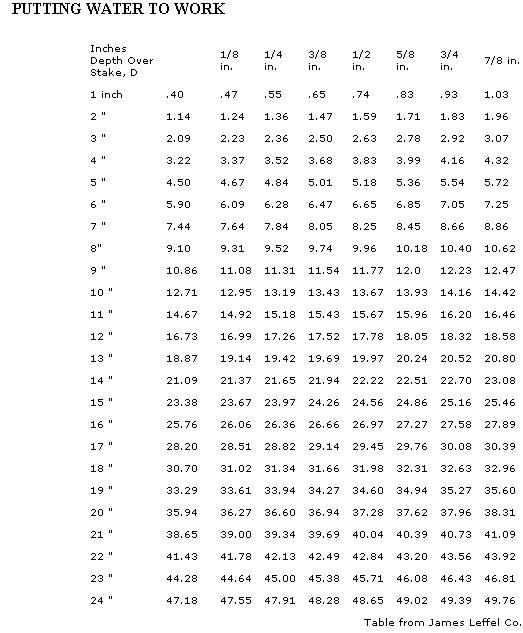 PUTTING WATER TO WORK
Inches
Depth Over
Stake, D
1/8 in. 1/4 in. 3/8 in. 1/2 in. 5/8 in. 3/4 in. 7/8 in.
1 inch .40 .47 .55 .65 .74 .83 .93 1.03
2 " 1.14 1.24 1.36 1.47 1.59 1.71 1.83 1.96
3 " 2.09 2.23 2.36 2.50 2.63 2.78 2.92 3.07
4 " 3.22 3.37 3.52 3.68 3.83 3.99 4.16 4.32
5 " 4.50 4.67 4.84 5.01 5.18 5.36 5.54 5.72
6 " 5.90 6.09 6.28 6.47 6.65 6.85 7.05 7.25
7 " 7.44 7.64 7.84 8.05 8.25 8.45 8.66 8.86
8" 9.10 9.31 9.52 9.74 9.96 10.18 10.40 10.62
9 " 10.86 11.08 11.31 11.54 11.77 12.0 12.23 12.47
10 " 12.71 12.95 13.19 13.43 13.67 13.93 14.16 14.42
11 " 14.67 14.92 15.18 15.43 15.67 15.96 16.20 16.46
12 " 16.73 16.99 17.26 17.52 17.78 18.05 18.32 18.58
13 " 18.87 19.14 19.42 19.69 19.97 20.24 20.52 20.80
14 " 21.09 21.37 21.65 21.94 22.22 22.51 22.70 23.08
15 " 23.38 23.67 23.97 24.26 24.56 24.86 25.16 25.46
16 " 25.76 26.06 26.36 26.66 26.97 27.27 27.58 27.89
17 " 28.20 28.51 28.82 29.14 29.45 29.76 30.08 30.39
18 " 30.70 31.02 31.34 31.66 31.98 32.31 32.63 32.96
19 " 33.29 33.61 33.94 34.27 34.60 34.94 35.27 35.60
20 " 35.94 36.27 36.60 36.94 37.28 37.62 37.96 38.31
21 " 38.65 39.00 39.34 39.69 40.04 40.39 40.73 41.09
22 " 41.43 41.78 42.13 42.49 42.84 43.20 43.56 43.92
23 " 44.28 44.64 45.00 45.38 45.71 46.08 46.43 46.81
24 " 47.18 47.55 47.91 48.28 48.65 49.02 49.39 49.76
Table from James Leffel Co.